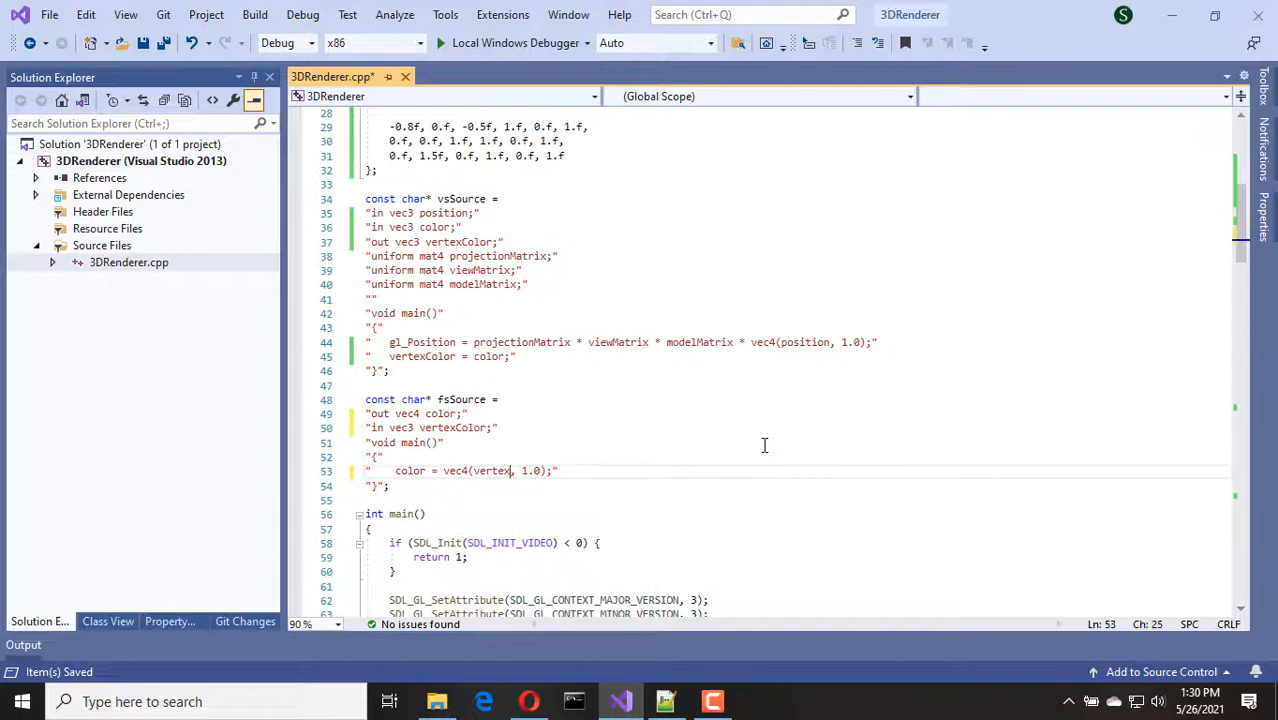 File Edit View Git Project Build Debug Test Analyze Tools Extensions Window Help Search (Ctrl+Q) 3DRenderer S
Debug x86 Local Windows Debugger Auto
Solution Explorer
Search Solution Explorer (Ctrl+;)
Solution '3DRenderer' (1 of 1 project)
3DRenderer (Visual Studio 2013)
References
External Dependencies
Header Files
Resource Files
Source Files
3DRenderer.cpp
Solution E... Class View Property... Git Changes
3DRenderer.cpp*
3DRenderer (Global Scope)
28
29 -0.8f, 0.f, -0.5f, 1.f, 0.f, 1.f,
30 0.f, 0.f, 1.f, 1.f, 0.f, 1.f,
31 0.f, 1.5f, 0.f, 1.f, 0.f, 1.f
32 };
33
34 const char* vsSource =
35 "in vec3 position;"
36 "in vec3 color;"
37 "out vec3 vertexColor;"
38 "uniform mat4 projectionMatrix;"
39 "uniform mat4 viewMatrix;"
40 "uniform mat4 modelMatrix;"
41 ""
42 "void main()"
43 "{"
44 " gl_Position = projectionMatrix * viewMatrix * modelMatrix * vec4(position, 1.0);"
45 " vertexColor = color;"
46 "}";
47
48 const char* fsSource =
49 "out vec4 color;"
50 "in vec3 vertexColor;"
51 "void main()"
52 "{"
53 " color = vec4(vertex, 1.0);"
54 "}";
55
56 int main()
57 {
58 if (SDL_Init(SDL_INIT_VIDEO) < 0) {
59 return 1;
60 }
61
62 SDL_GL_SetAttribute(SDL_GL_CONTEXT_MAJOR_VERSION, 3);
63 SDL_GL_SetAttribute(SDL_GL_CONTEXT_MINOR_VERSION, 3);
90 % No issues found Ln: 53 Ch: 25 SPC CRLF
Toolbox
Notifications
Properties
Output
Item(s) Saved Add to Source Control
Type here to search
1:30 PM
5/26/2021